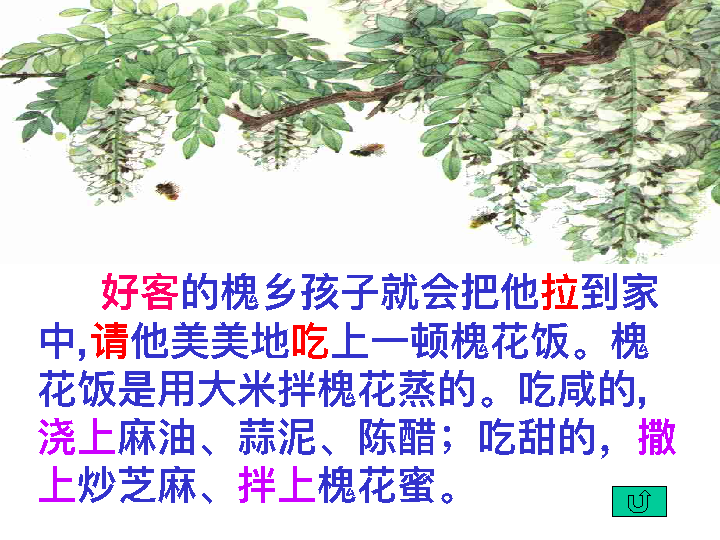 好客的槐乡孩子就会把他拉到家
中,请他美美地吃上一顿槐花饭。槐
花饭是用大米拌槐花蒸的。吃咸的,
浇上麻油、蒜泥、陈醋；吃甜的，撒
上炒芝麻、拌上槐花蜜。